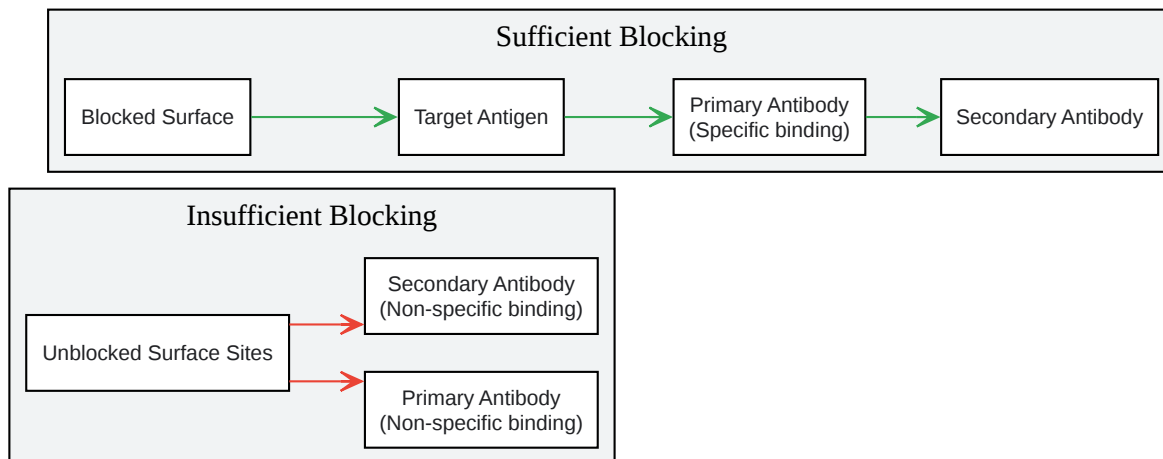 Sufficient Blocking
Blocked Surface
Target Antigen
Primary Antibody
(Specific binding)
Secondary Antibody
Insufficient Blocking
Unblocked Surface Sites
Secondary Antibody
(Non-specific binding)
Primary Antibody
(Non-specific binding)